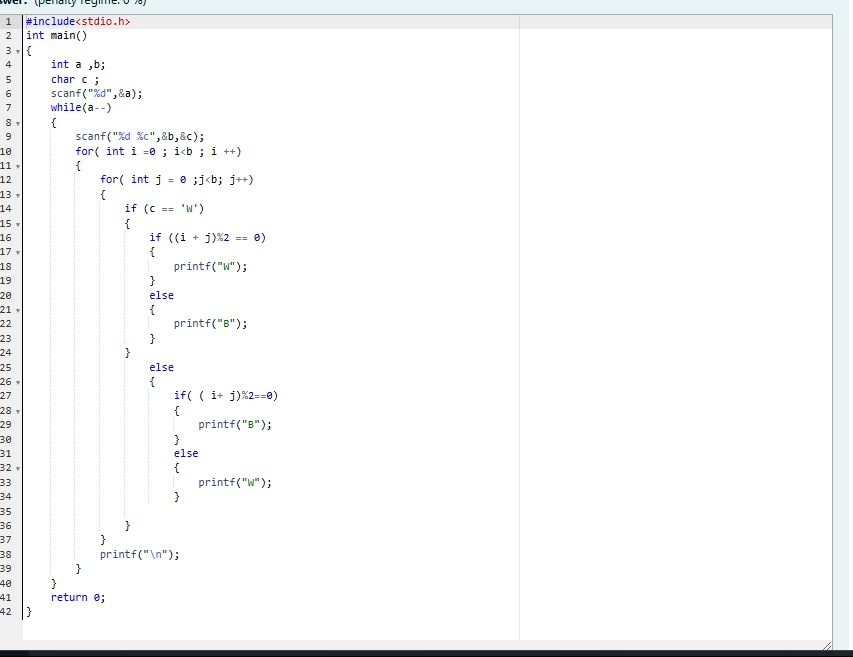 swer: (penalty regime: 0 %)
1 #include<stdio.h>
2 int main()
3 {
4 int a ,b;
5 char c ;
6 scanf("%d",&a);
7 while(a--)
8 {
9 scanf("%d %c",&b,&c);
10 for( int i =0 ; i<b ; i ++)
11 {
12 for( int j = 0 ;j<b; j++)
13 {
14 if (c == 'W')
15 {
16 if ((i + j)%2 == 0)
17 {
18 printf("W");
19 }
20 else
21 {
22 printf("B");
23 }
24 }
25 else
26 {
27 if( ( i+ j)%2==0)
28 {
29 printf("B");
30 }
31 else
32 {
33 printf("W");
34 }
35
36 }
37 }
38 printf("\n");
39 }
40 }
41 return 0;
42 }